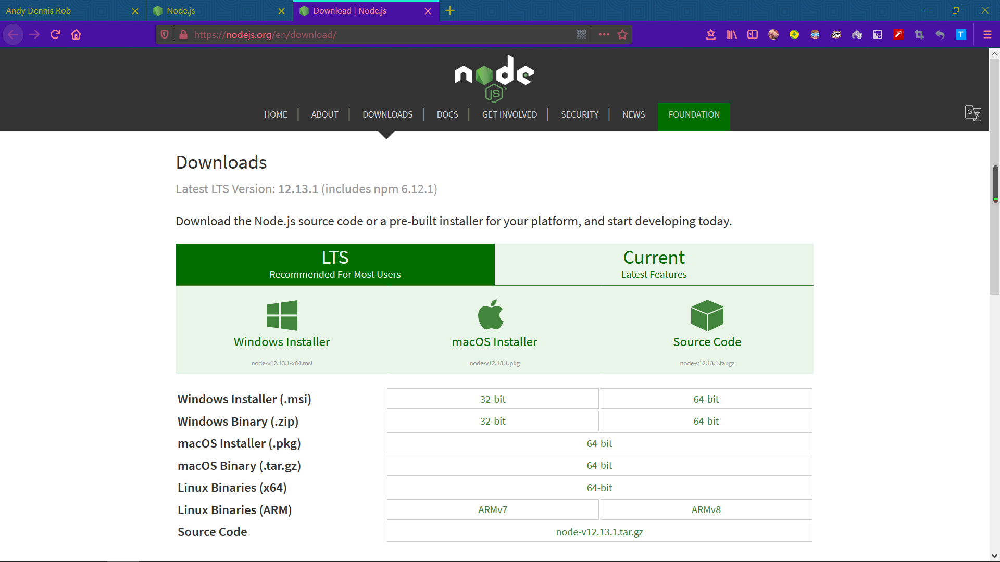 Andy Dennis Rob
Node.js
Download | Node.js
https://nodejs.org/en/download/
T
node
JS
HOME
ABOUT
DOWNLOADS
DOCS
GET INVOLVED
SECURITY
NEWS
FOUNDATION
Downloads
Latest LTS Version: 12.13.1 (includes npm 6.12.1)
Download the Node.js source code or a pre-built installer for your platform, and start developing today.
LTS
Recommended For Most Users
Current
Latest Features
Windows Installer
node-v12.13.1-x64.msi
macOS Installer
node-v12.13.1.pkg
Source Code
node-v12.13.1.tar.gz
Windows Installer (.msi) 32-bit 64-bit
Windows Binary (.zip) 32-bit 64-bit
macOS Installer (.pkg) 64-bit
macOS Binary (.tar.gz) 64-bit
Linux Binaries (x64) 64-bit
Linux Binaries (ARM) ARMv7 ARMv8
Source Code node-v12.13.1.tar.gz